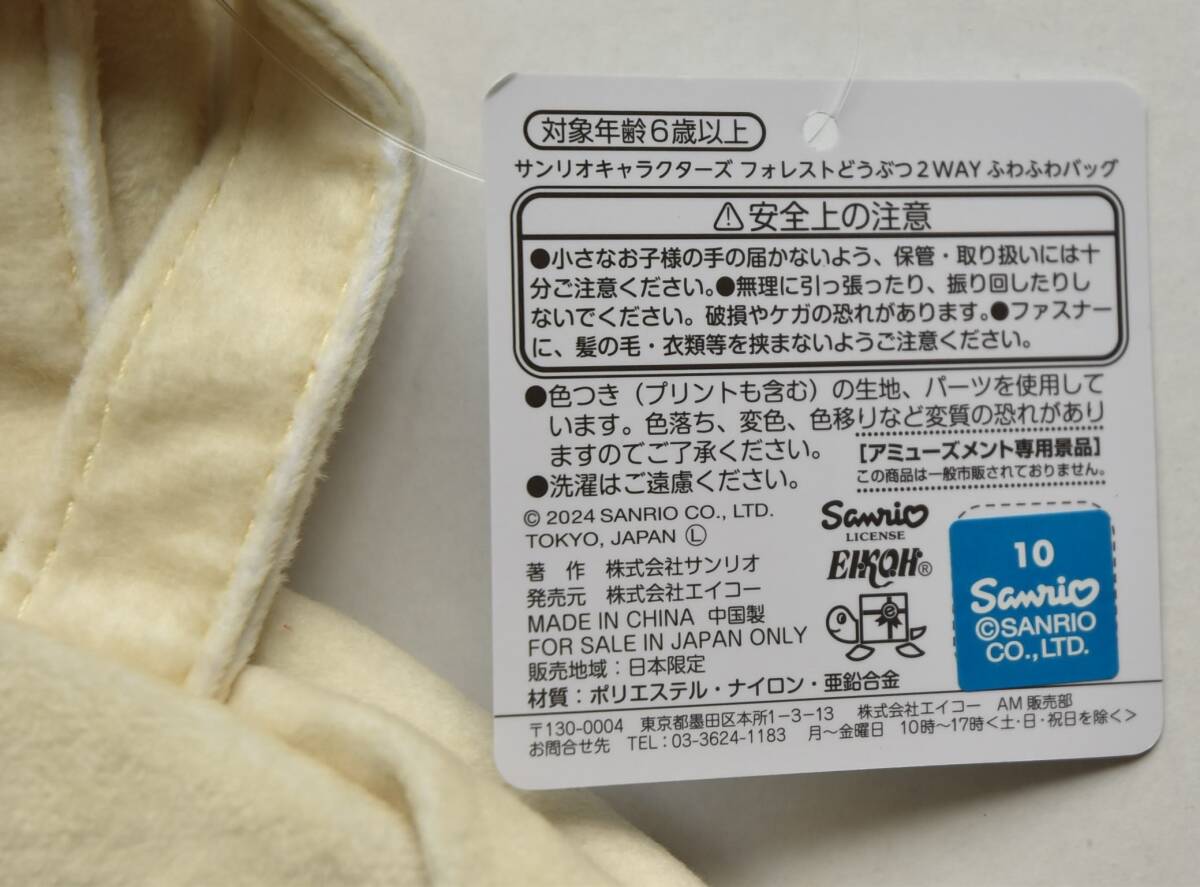 対象年齢6歳以上
サンリオキャラクターズ フォレストどうぶつ2WAY ふわふわバッグ
⚠安全上の注意
●小さなお子様の手の届かないよう、保管・取り扱いには十
分ご注意ください。●無理に引っ張ったり、振り回したりし
ないでください。破損やケガの恐れがあります。●ファスナー
に、髪の毛・衣類等を挟まないようご注意ください。
●色つき（プリントも含む）の生地、パーツを使用して
います。色落ち、変色、色移りなど変質の恐れがあり
ますのでご了承ください。
●洗濯はご遠慮ください。
[アミューズメント専用景品]
この商品は一般市販されておりません。
© 2024 SANRIO CO., LTD.
TOKYO, JAPAN Ⓛ
著 作 株式会社サンリオ
発売元 株式会社エイコー
MADE IN CHINA 中国製
FOR SALE IN JAPAN ONLY
販売地域：日本限定
材質：ポリエステル・ナイロン・亜鉛合金
Sanrio
LICENSE
EIKOH®
10
Sanrio
©SANRIO
CO.,LTD.
〒130-0004 東京都墨田区本所1-3-13 株式会社エイコー AM販売部
お問合せ先 TEL：03-3624-1183 月〜金曜日 10時〜17時<土・日・祝日を除く>